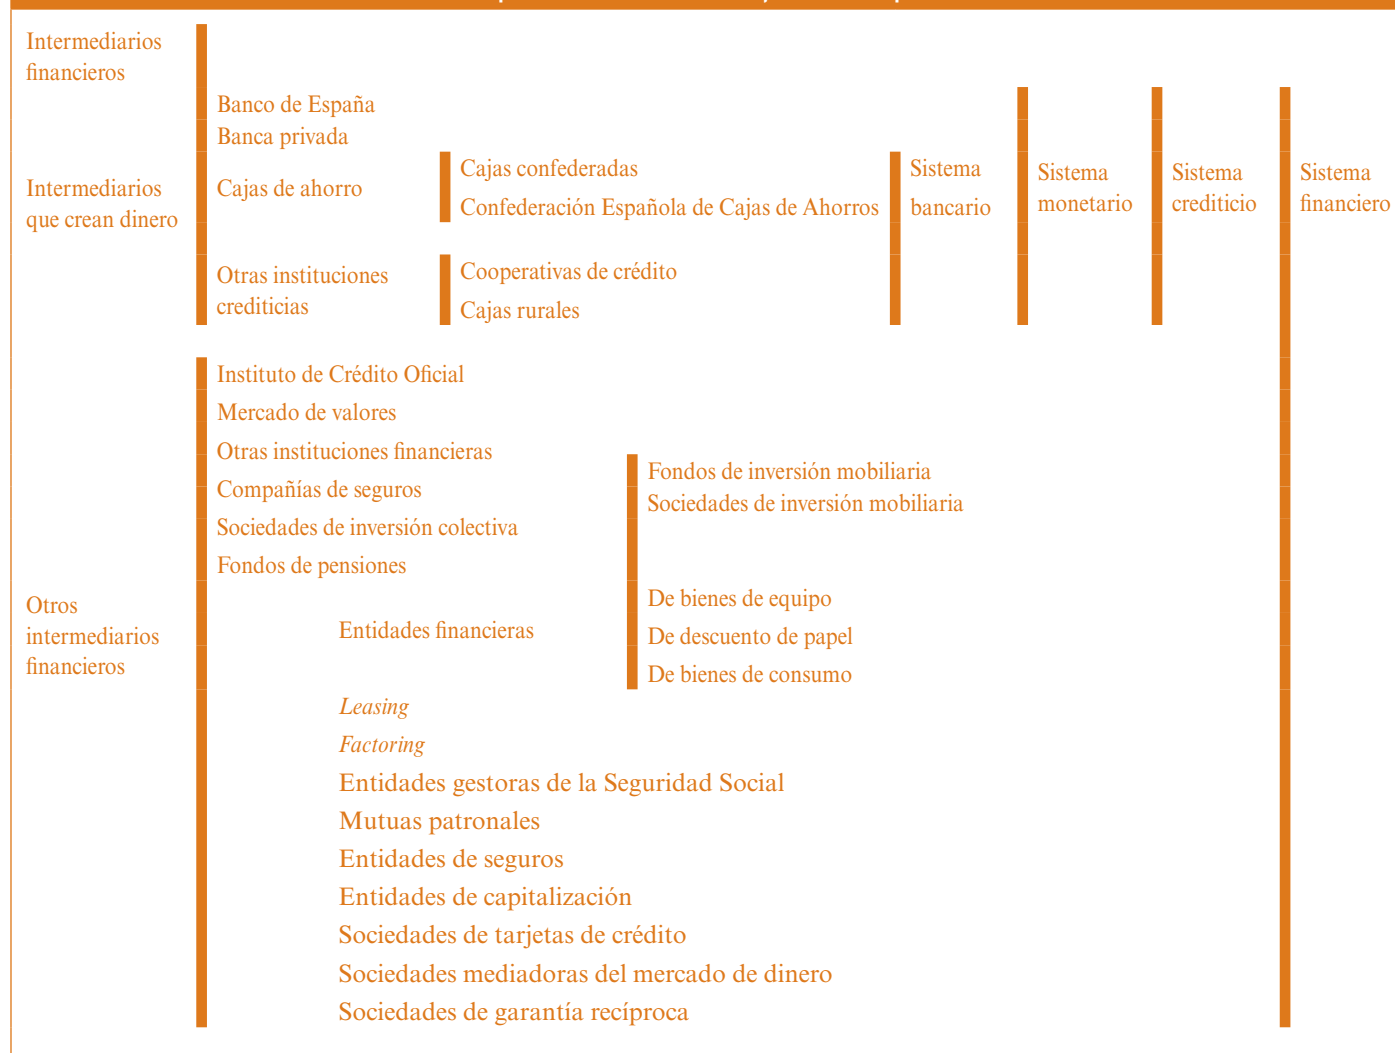 Intermediarios
financieros
Banco de España
Banca privada
Intermediarios
que crean dinero
Cajas de ahorro
Cajas confederadas
Confederación Española de Cajas de Ahorros
Otras instituciones
crediticias
Cooperativas de crédito
Cajas rurales
Sistema
bancario
Sistema
monetario
Sistema
crediticio
Sistema
financiero
Otros
intermediarios
financieros
Instituto de Crédito Oficial
Mercado de valores
Otras instituciones financieras
Compañías de seguros
Sociedades de inversión colectiva
Fondos de pensiones
Fondos de inversión mobiliaria
Sociedades de inversión mobiliaria
Entidades financieras
De bienes de equipo
De descuento de papel
De bienes de consumo
Leasing
Factoring
Entidades gestoras de la Seguridad Social
Mutuas patronales
Entidades de seguros
Entidades de capitalización
Sociedades de tarjetas de crédito
Sociedades mediadoras del mercado de dinero
Sociedades de garantía recíproca